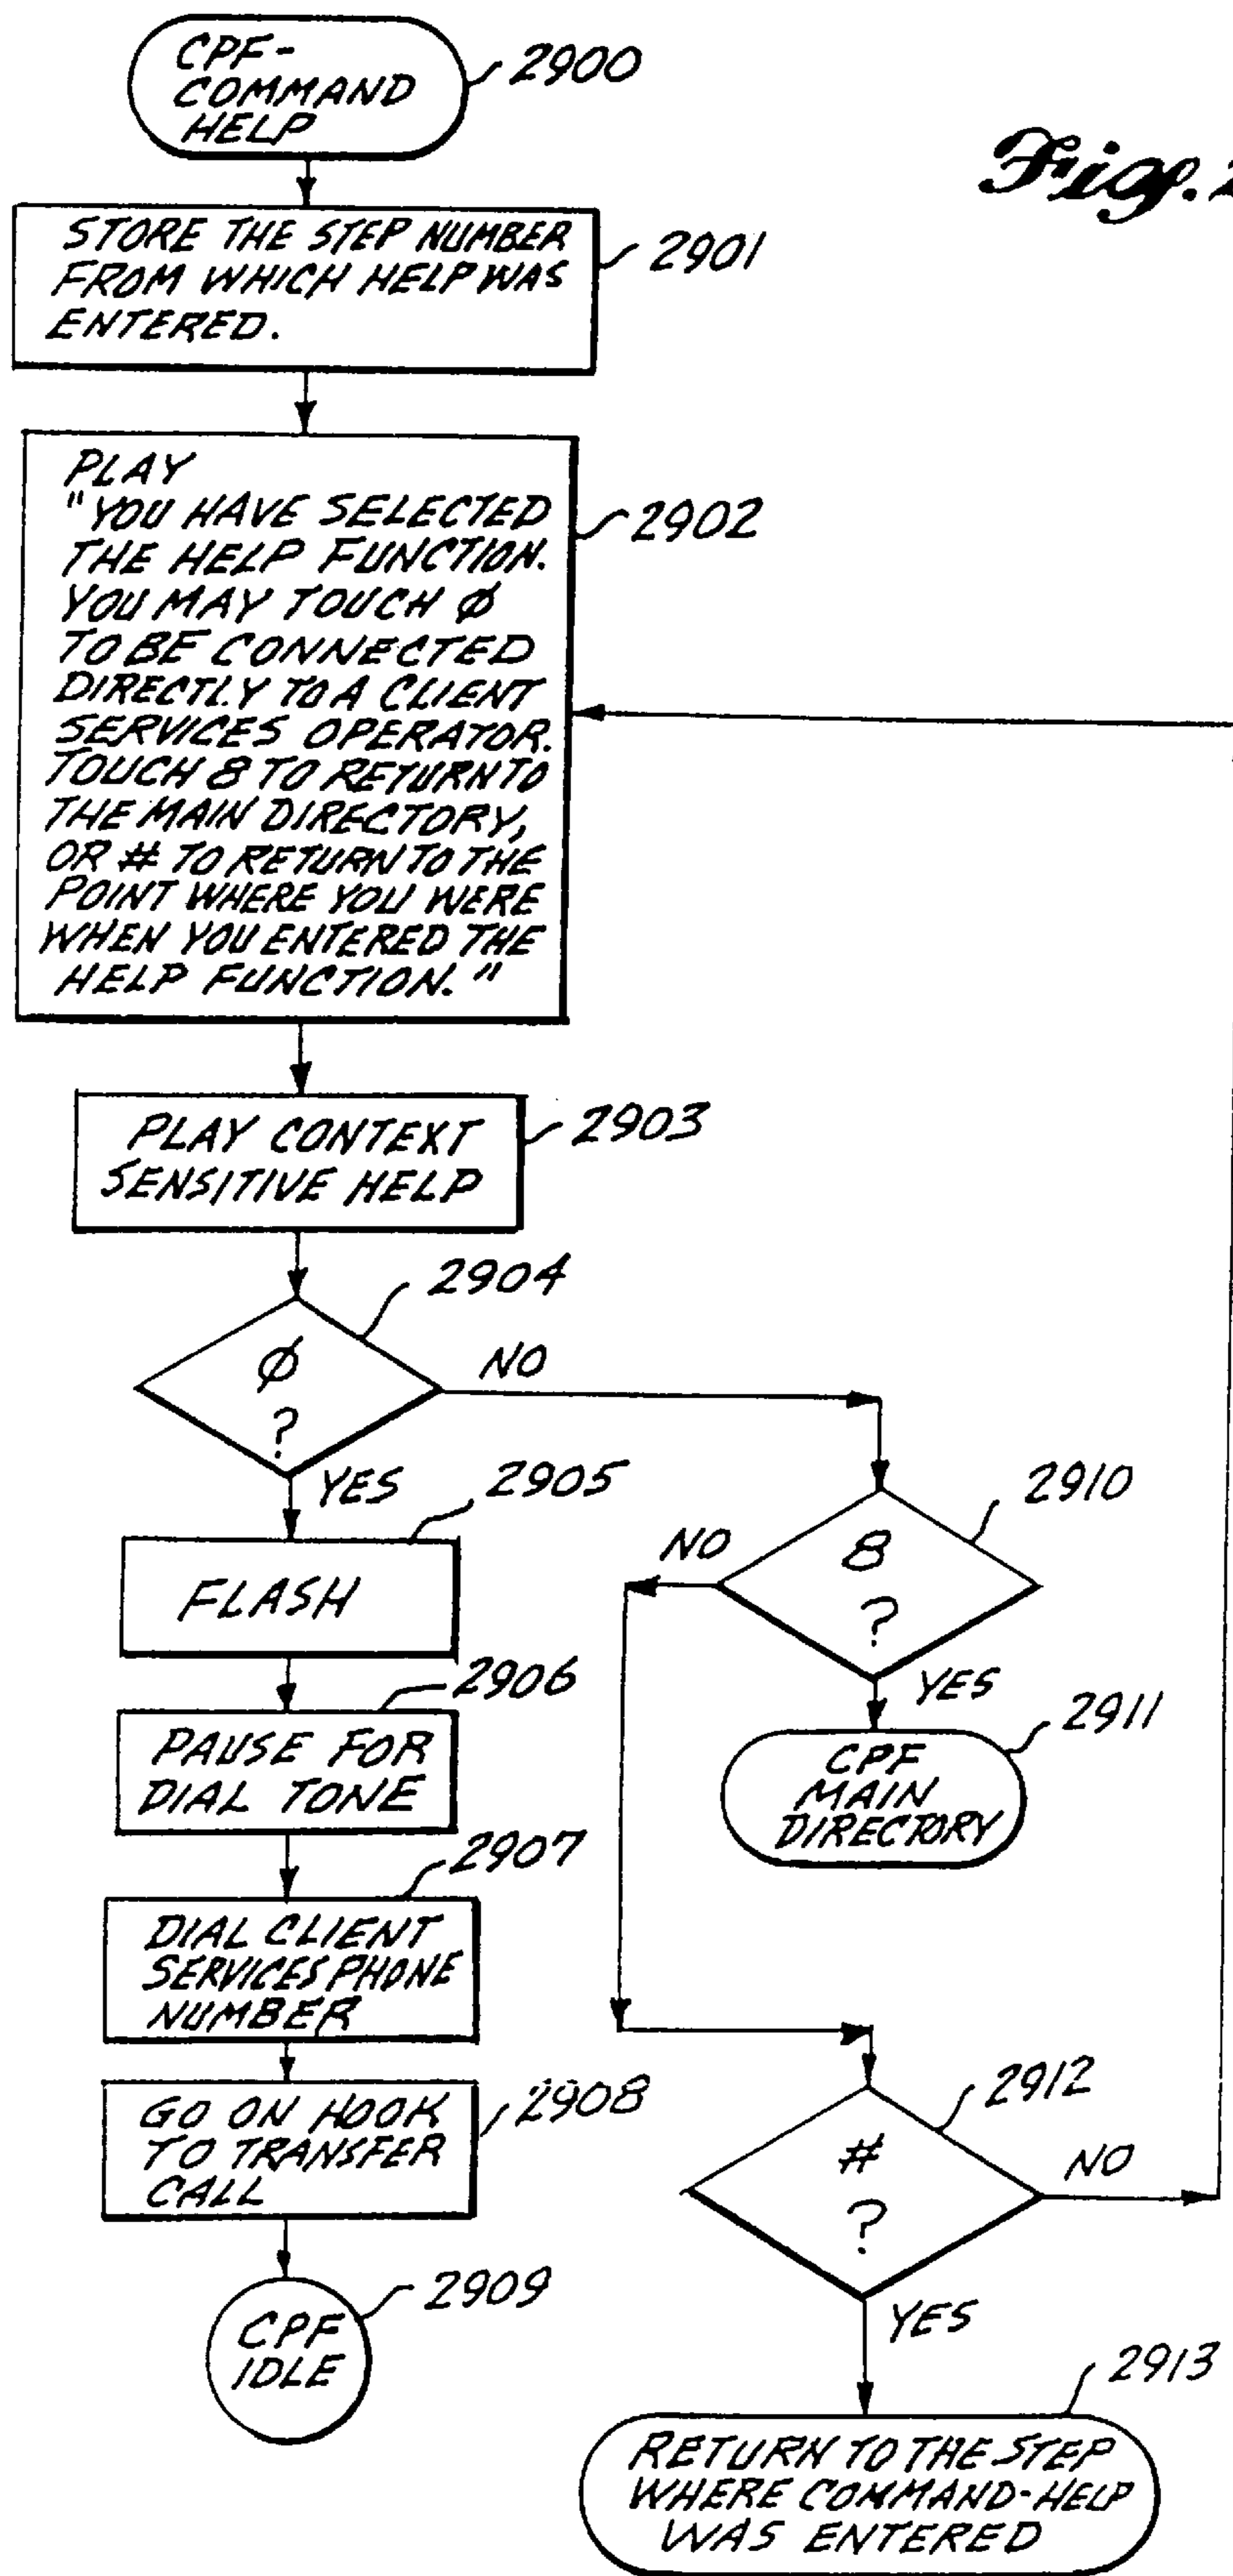 CPF-
COMMAND
HELP
2900
Fig. 2
STORE THE STEP NUMBER
FROM WHICH HELP WAS
ENTERED.
2901
PLAY
"YOU HAVE SELECTED
THE HELP FUNCTION.
YOU MAY TOUCH Ø
TO BE CONNECTED
DIRECTLY TO A CLIENT
SERVICES OPERATOR.
TOUCH 8 TO RETURN TO
THE MAIN DIRECTORY,
OR # TO RETURN TO THE
POINT WHERE YOU WERE
WHEN YOU ENTERED THE
HELP FUNCTION."
2902
PLAY CONTEXT
SENSITIVE HELP
2903
2904
Ø
?
NO
YES
2905
FLASH
2906
PAUSE FOR
DIAL TONE
2907
DIAL CLIENT
SERVICES PHONE
NUMBER
GO ON HOOK
TO TRANSFER
CALL
2908
CPF
IDLE
2909
2910
8
?
NO
YES
2911
CPF
MAIN
DIRECTORY
2912
#
?
NO
YES
2913
RETURN TO THE STEP
WHERE COMMAND-HELP
WAS ENTERED